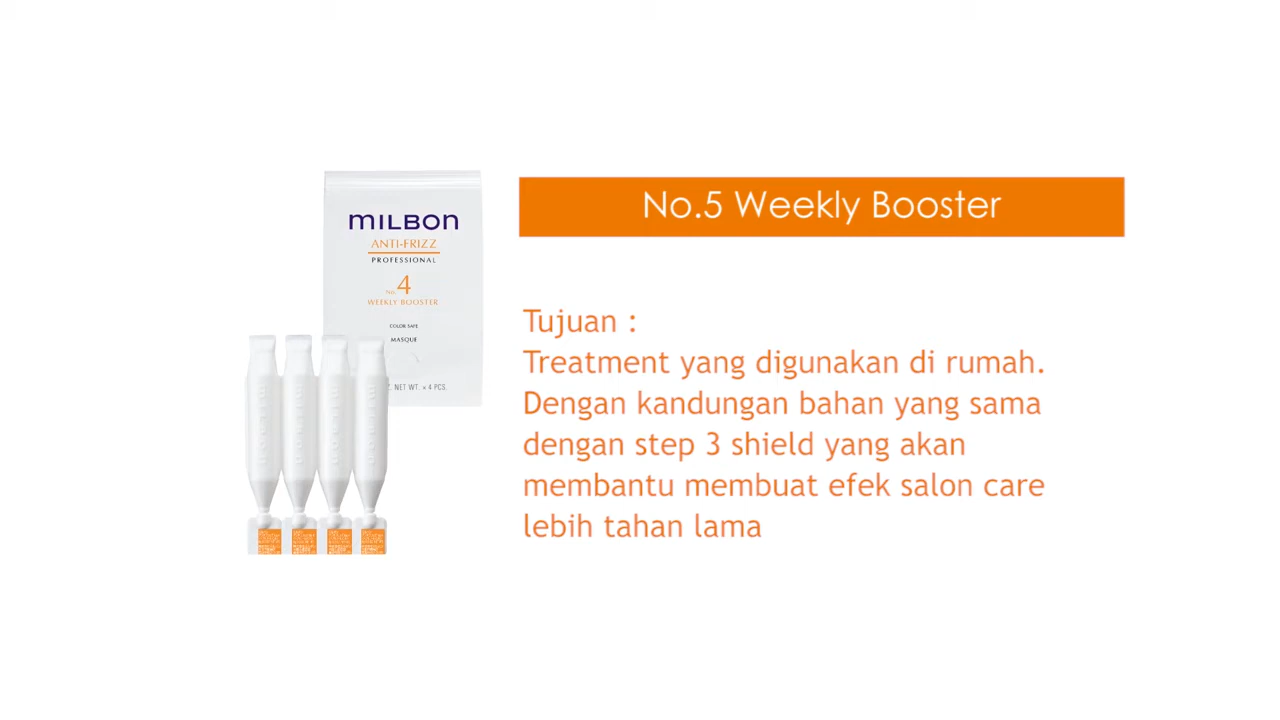 MILBON
ANTI-FRIZZ
PROFESSIONAL
No. 4
WEEKLY BOOSTER
COLOR SAFE
MASQUE
NET WT. × 4 PCS.
No.5 Weekly Booster
Tujuan :
Treatment yang digunakan di rumah.
Dengan kandungan bahan yang sama
dengan step 3 shield yang akan
membantu membuat efek salon care
lebih tahan lama